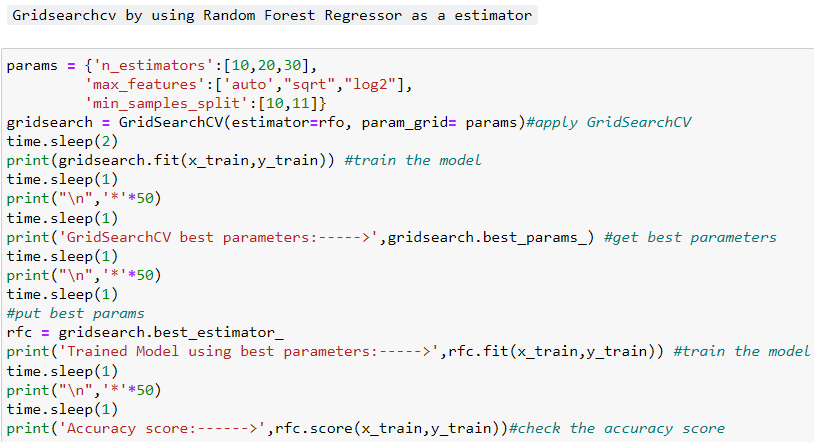 Gridsearchcv by using Random Forest Regressor as a estimator
params = {'n_estimators':[10,20,30],
'max_features':['auto',"sqrt","log2"],
'min_samples_split':[10,11]}
gridsearch = GridSearchCV(estimator=rfo, param_grid= params)#apply GridSearchCV
time.sleep(2)
print(gridsearch.fit(x_train,y_train)) #train the model
time.sleep(1)
print("\n",'*'*50)
time.sleep(1)
print('GridSearchCV best parameters:----->',gridsearch.best_params_) #get best parameters
time.sleep(1)
print("\n",'*'*50)
time.sleep(1)
#put best params
rfc = gridsearch.best_estimator_
print('Trained Model using best parameters:----->',rfc.fit(x_train,y_train)) #train the model
time.sleep(1)
print("\n",'*'*50)
time.sleep(1)
print('Accuracy score:------>',rfc.score(x_train,y_train))#check the accuracy score